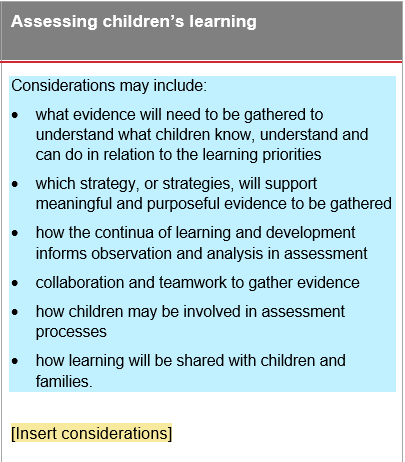 Assessing children’s learning
Considerations may include:
• what evidence will need to be gathered to
understand what children know, understand and
can do in relation to the learning priorities
• which strategy, or strategies, will support
meaningful and purposeful evidence to be gathered
• how the continua of learning and development
informs observation and analysis in assessment
• collaboration and teamwork to gather evidence
• how children may be involved in assessment
processes
• how learning will be shared with children and
families.
[Insert considerations]